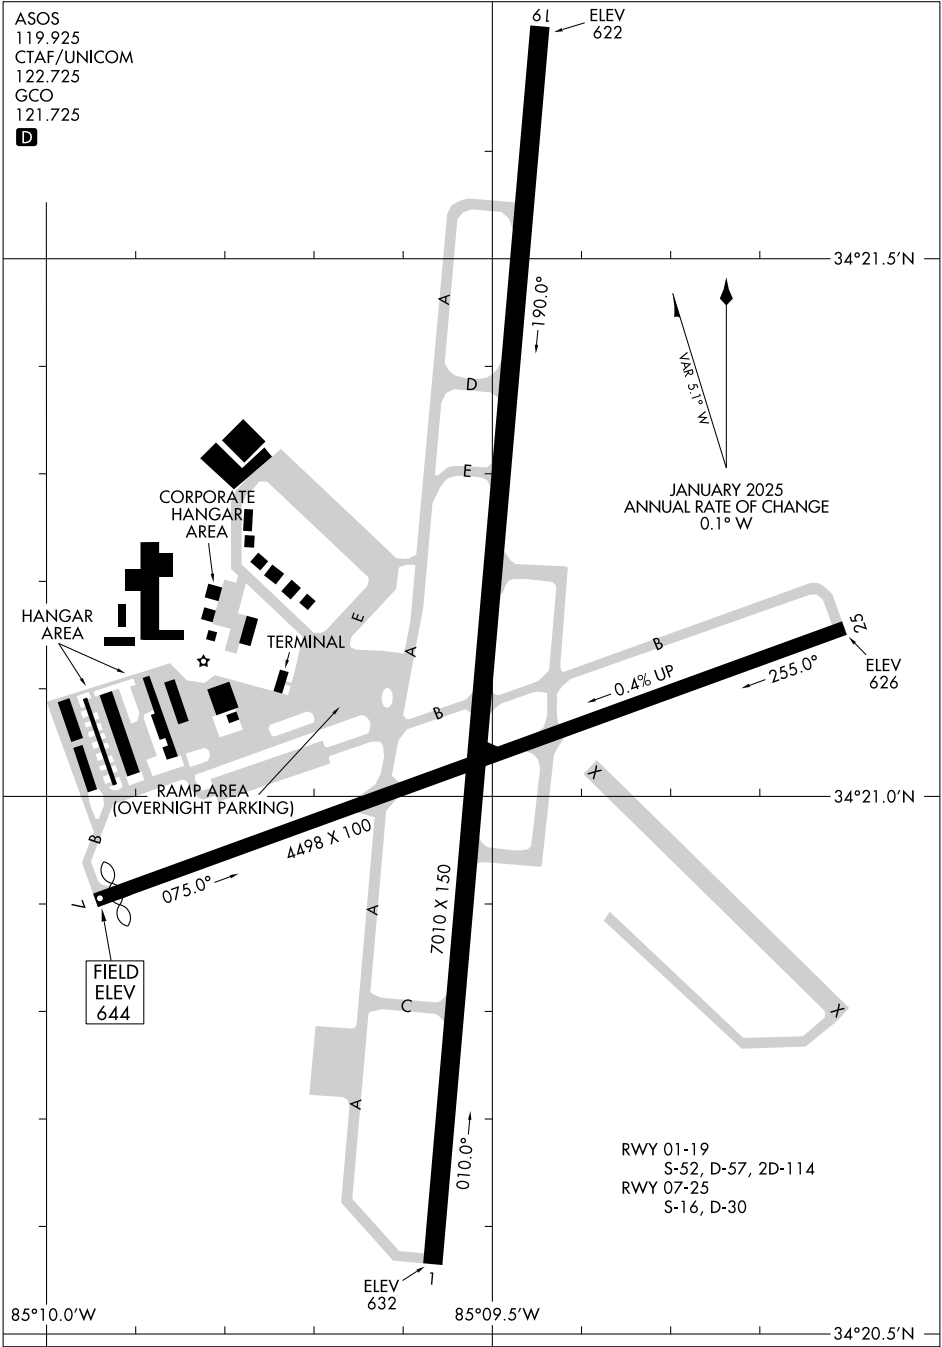 ASOS
119.925
CTAF/UNICOM
122.725
GCO
121.725
D
19
ELEV
622
34°21.5'N
A
190.0°
D
VAR 5.1° W
E
JANUARY 2025
ANNUAL RATE OF CHANGE
0.1° W
CORPORATE
HANGAR
AREA
HANGAR
AREA
E
TERMINAL
A
B
25
ELEV
626
0.4% UP
255.0°
B
X
RAMP AREA
(OVERNIGHT PARKING)
34°21.0'N
B
4498 X 100
075.0°
7
7010 X 150
A
FIELD
ELEV
644
C
X
A
010.0°
RWY 01-19
S-52, D-57, 2D-114
RWY 07-25
S-16, D-30
1
ELEV
632
85°10.0'W
85°09.5'W
34°20.5'N